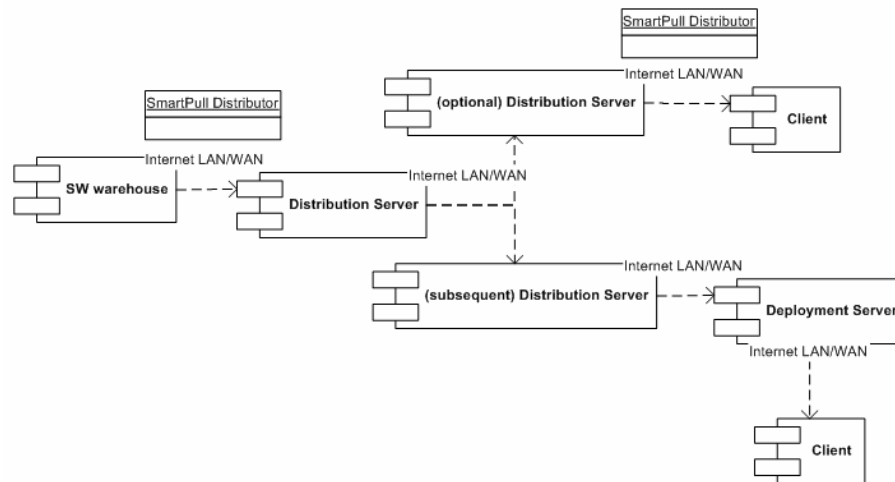 SmartPull Distributor
Internet LAN/WAN
(optional) Distribution Server
Client
SmartPull Distributor
Internet LAN/WAN
SW warehouse
Internet LAN/WAN
Distribution Server
Internet LAN/WAN
(subsequent) Distribution Server
Deployment Server
Internet LAN/WAN
Client